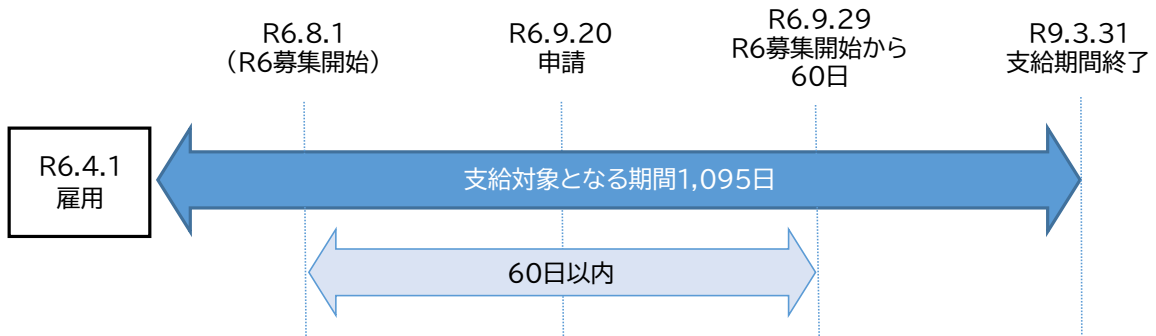 R6.8.1
（R6募集開始）
R6.9.20
申請
R6.9.29
R6募集開始から
60日
R9.3.31
支給期間終了
R6.4.1
雇用
支給対象となる期間1,095日
60日以内